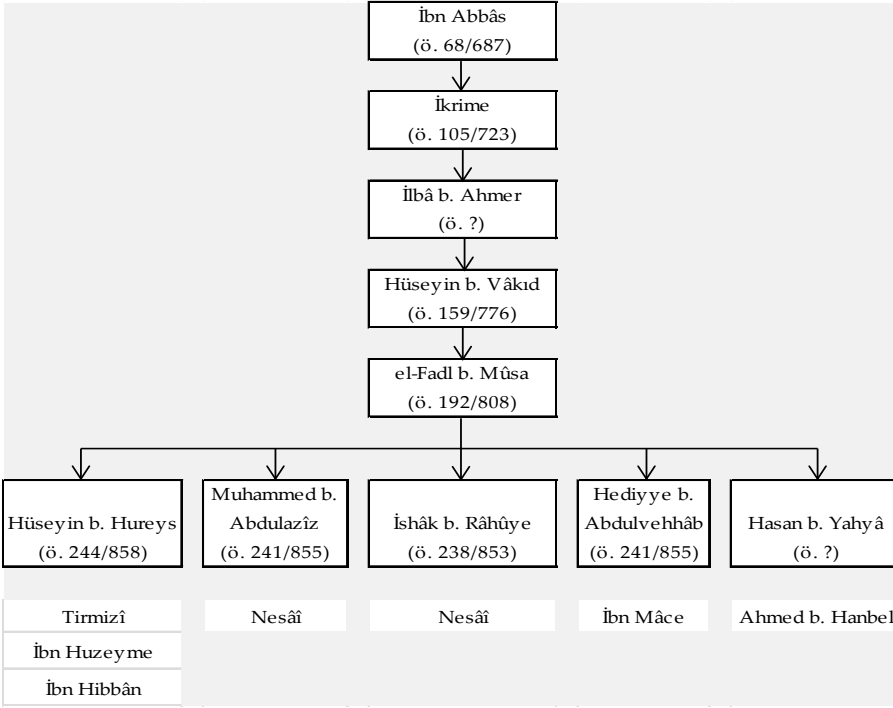 İbn Abbâs
(ö. 68/687)
İkrime
(ö. 105/723)
İlbâ b. Ahmer
(ö. ?)
Hüseyin b. Vâkıd
(ö. 159/776)
el-Fadl b. Mûsa
(ö. 192/808)
Hüseyin b. Hureys
(ö. 244/858)
Muhammed b.
Abdulazîz
(ö. 241/855)
İshâk b. Râhûye
(ö. 238/853)
Hediyye b.
Abdulvehhâb
(ö. 241/855)
Hasan b. Yahyâ
(ö. ?)
Tirmizî
Nesâî
Nesâî
İbn Mâce
Ahmed b. Hanbel
İbn Huzeyme
İbn Hibbân